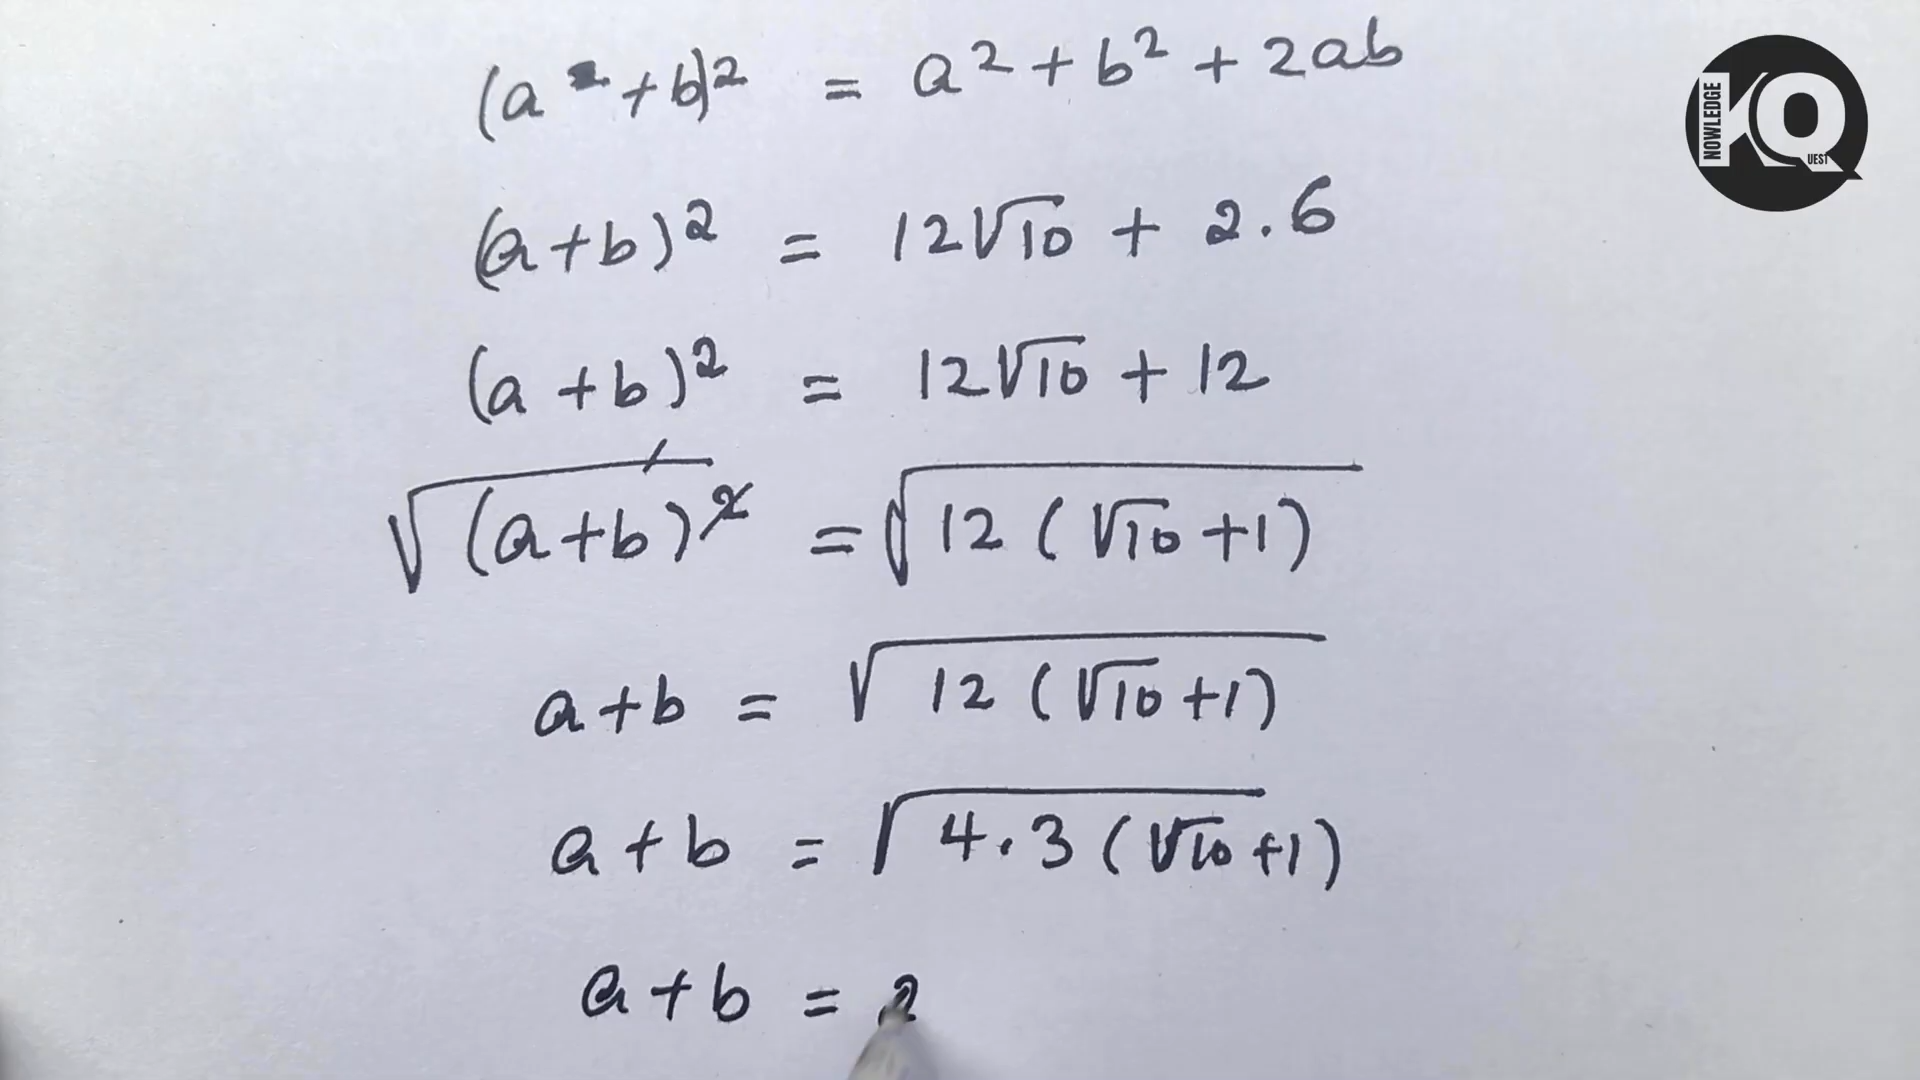 (a² + b)² = a² + b² + 2ab
KNOWLEDGE QUEST
(a+b)² = 12√10 + 2.6
(a+b)² = 12√10 + 12
√(a+b)² = √12(√10+1)
a+b = √12(√10+1)
a+b = √4.3(√10+1)
a+b = 2